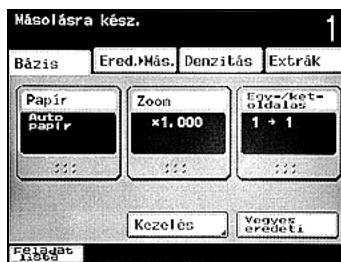 Másolásra kész. 1
Bázis Ered.▸Más. Denzitás Extrák
Papír Zoom Egy-/két-
oldalas
Auto
papír
×1.000 1 → 1
Kezelés Vegyes
eredeti
Feladat
lista